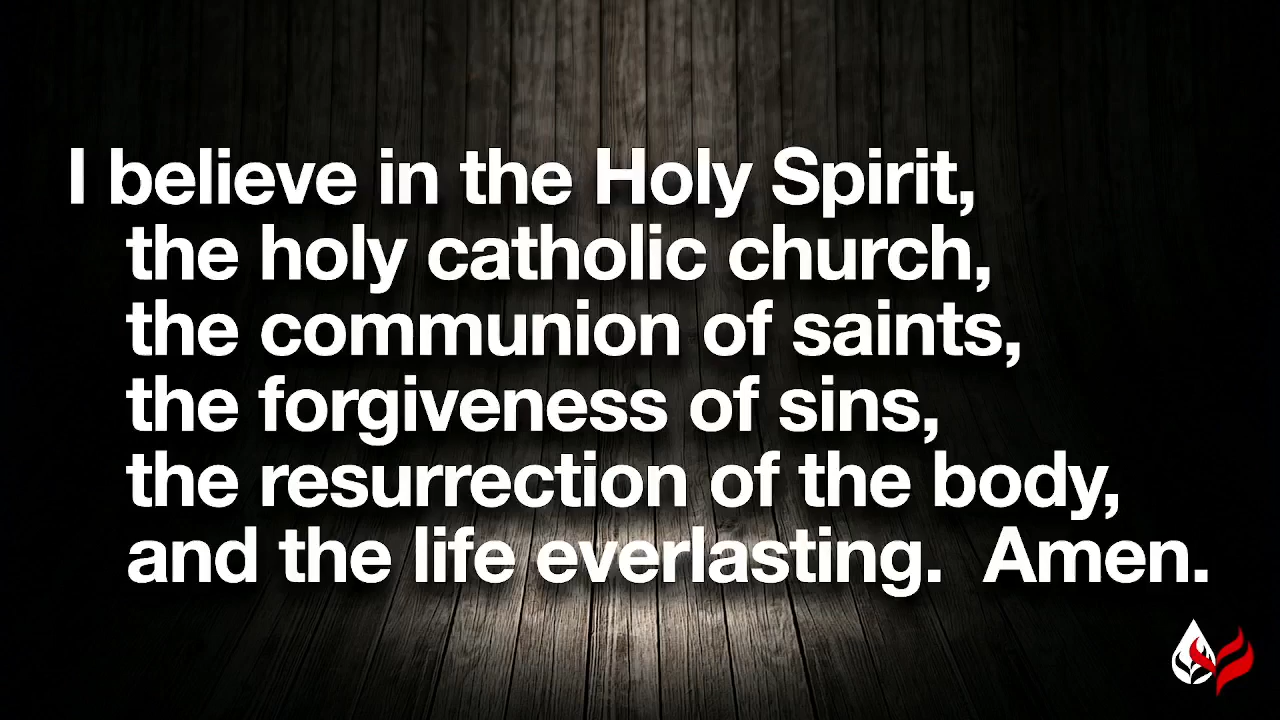 I believe in the Holy Spirit,
the holy catholic church,
the communion of saints,
the forgiveness of sins,
the resurrection of the body,
and the life everlasting.  Amen.